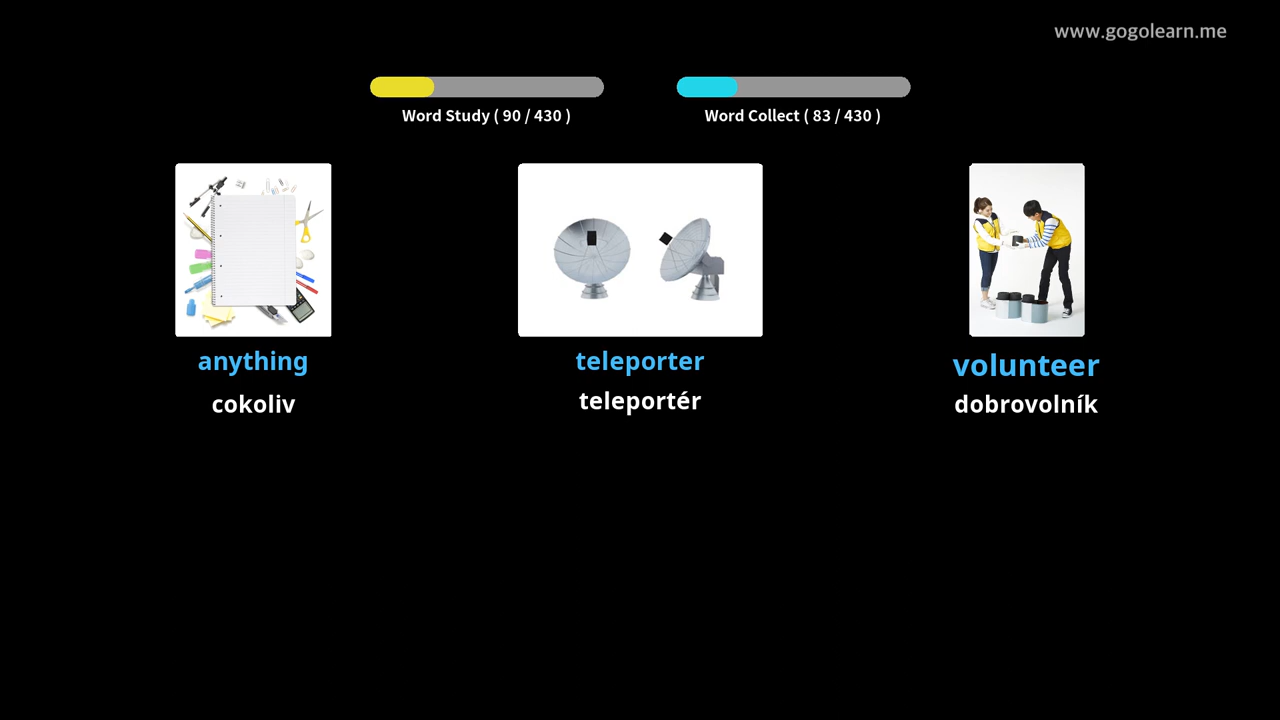 www.gogolearn.me
Word Study ( 90 / 430 )
Word Collect ( 83 / 430 )
anything
cokoliv
teleporter
teleportér
volunteer
dobrovolník